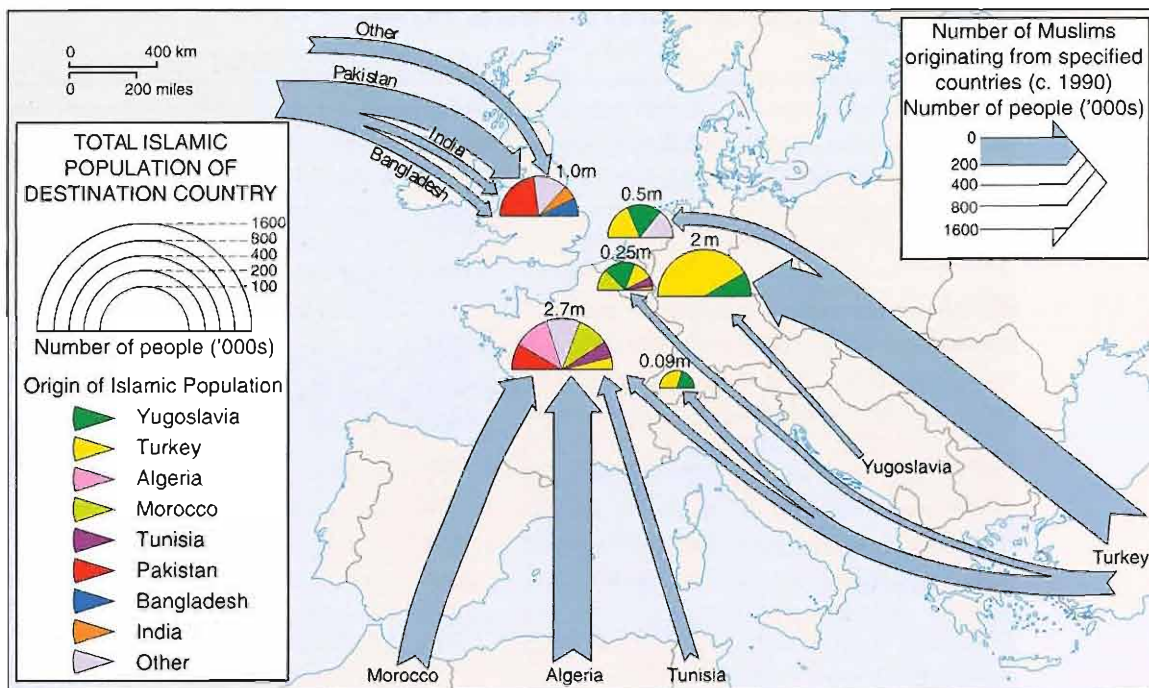 0 400 km
0 200 miles
TOTAL ISLAMIC
POPULATION OF
DESTINATION COUNTRY
1600
800
400
200
100
Number of people ('000s)
Origin of Islamic Population
Yugoslavia
Turkey
Algeria
Morocco
Tunisia
Pakistan
Bangladesh
India
Other
Other
Pakistan
India
Bangladesh
1.0m
0.5m
2m
0.25m
2.7m
0.09m
Yugoslavia
Turkey
Morocco
Algeria
Tunisia
Number of Muslims
originating from specified
countries (c. 1990)
Number of people ('000s)
0
200
400
800
1600